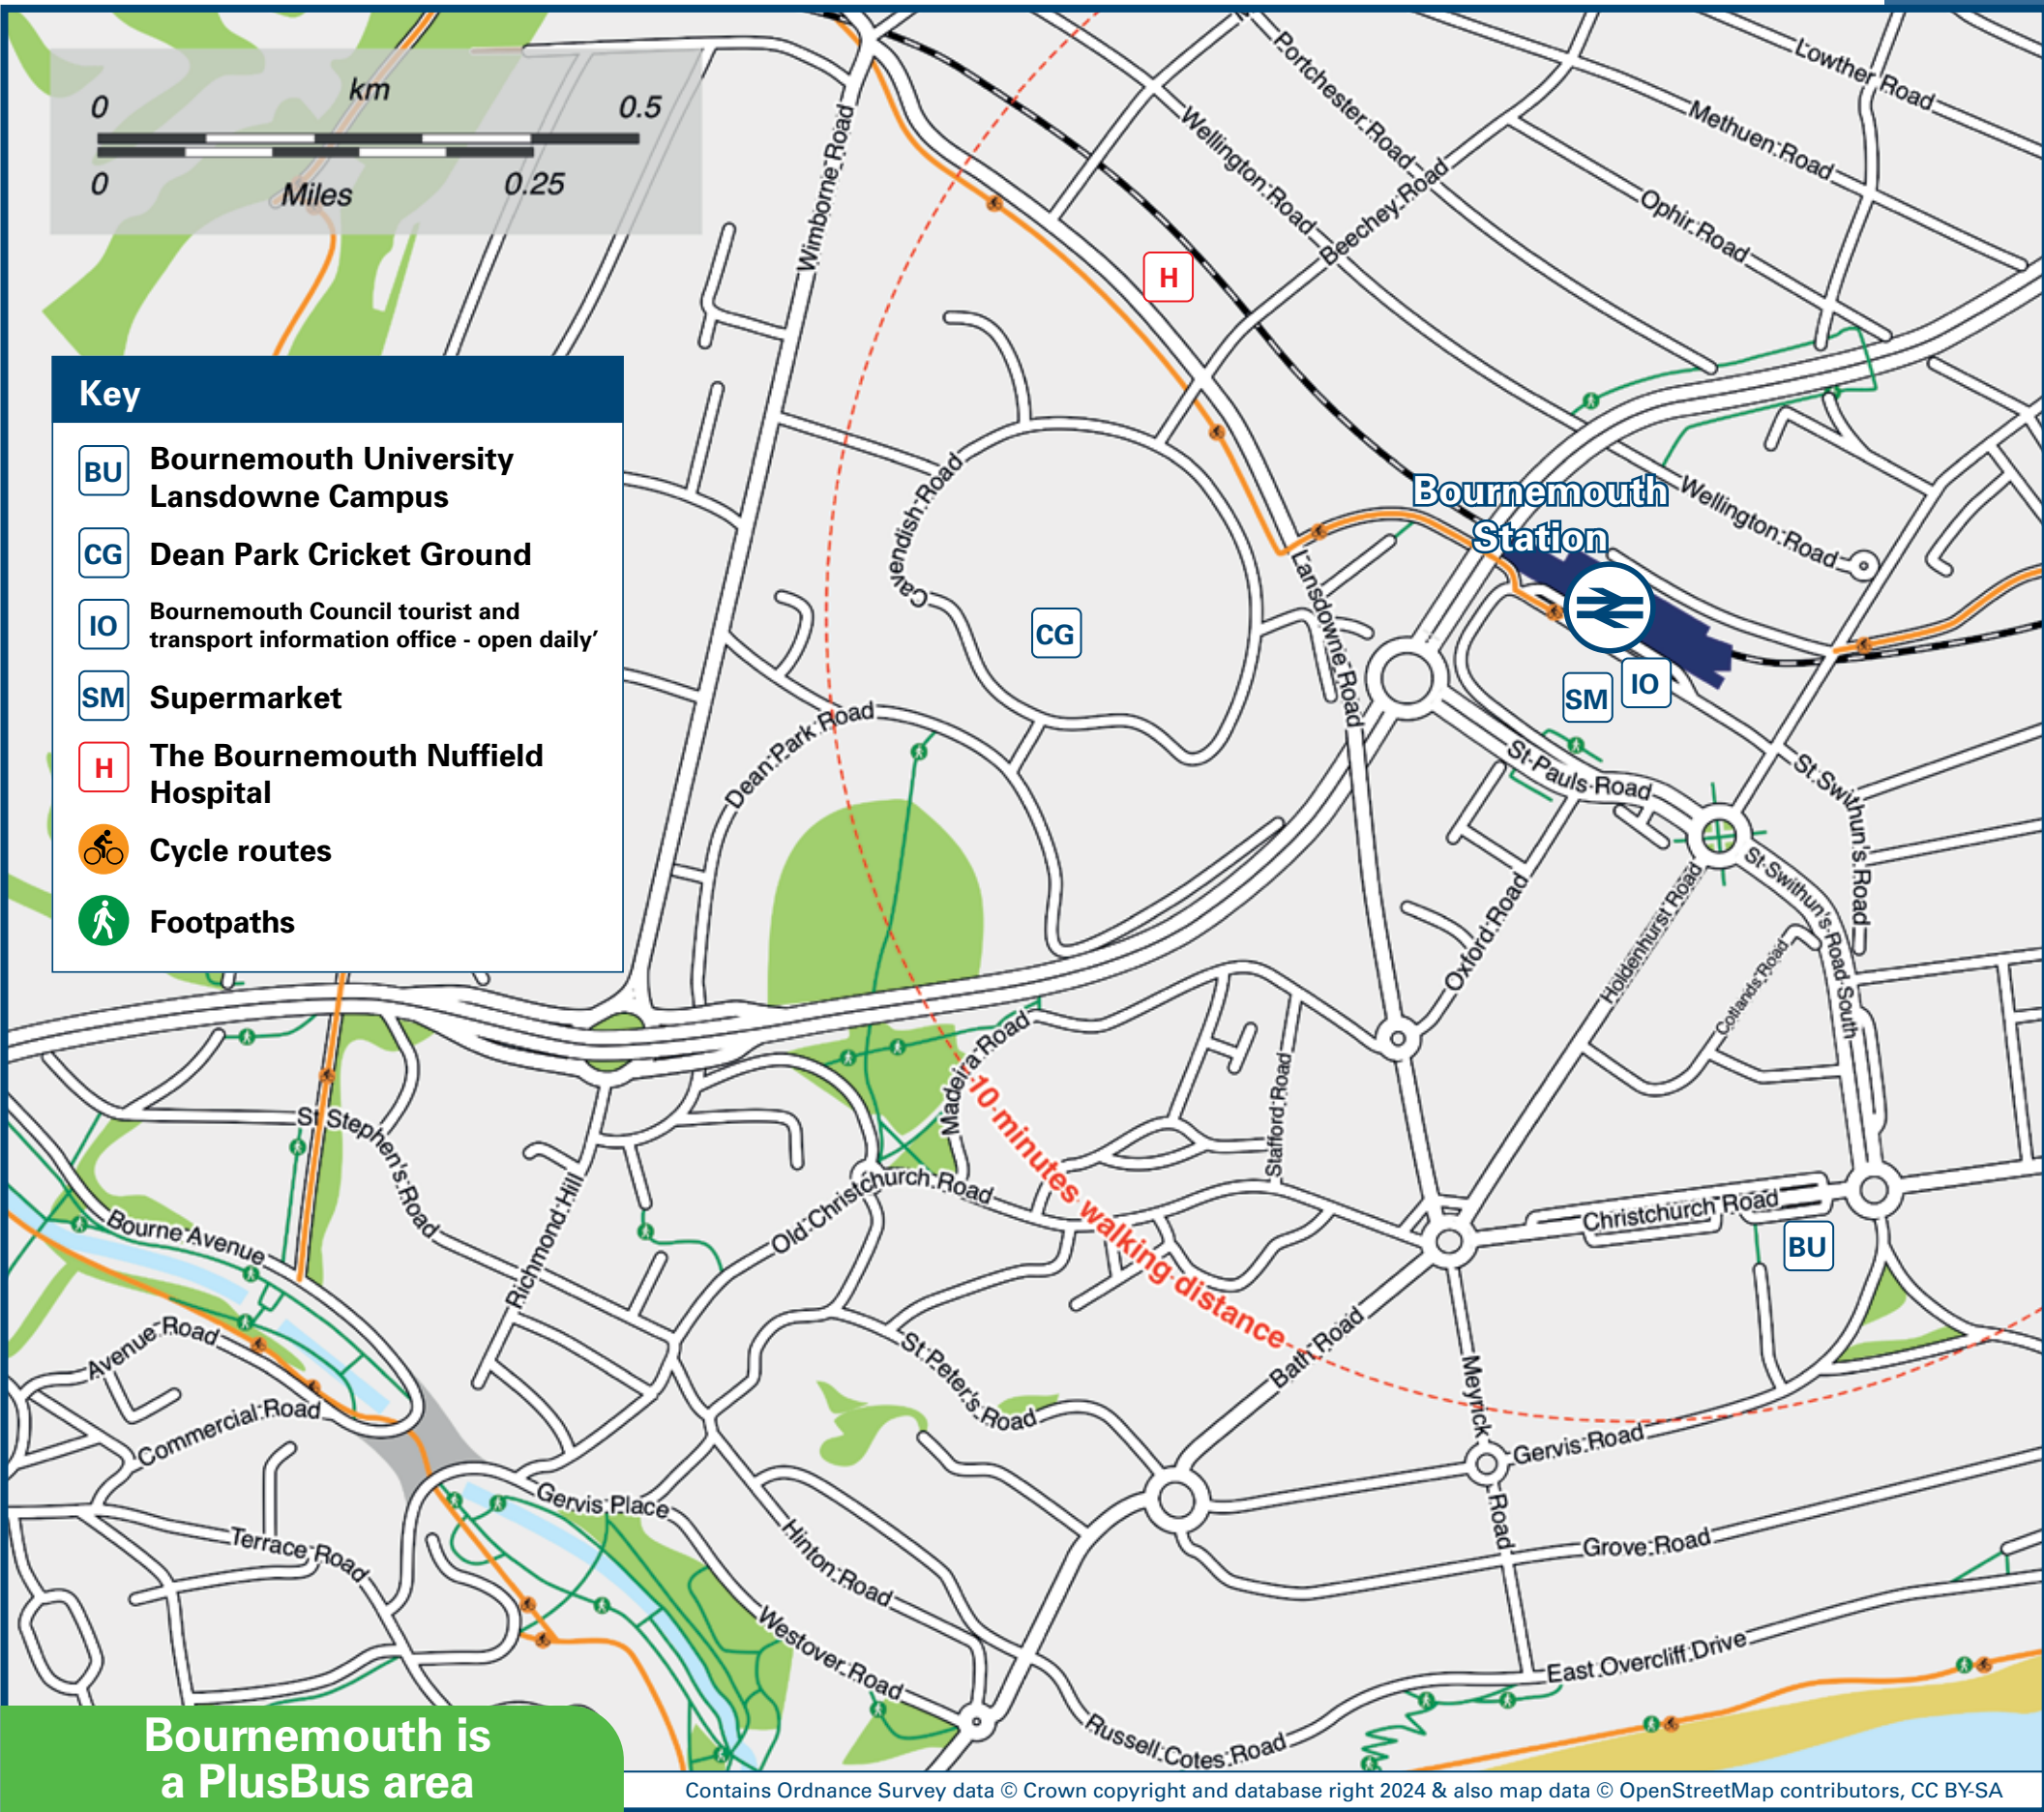 km
0
0.5
0
Miles
0.25
Key
BU
Bournemouth University
Lansdowne Campus
CG
Dean Park Cricket Ground
IO
Bournemouth Council tourist and
transport information office - open daily’
SM
Supermarket
H
The Bournemouth Nuffield
Hospital
Cycle routes
Footpaths
Lowther Road
Portchester Road
Methuen Road
Wimborne Road
Wellington Road
Beechey Road
Ophir Road
H
Cavendish Road
Bournemouth
Station
Wellington Road
CG
Lansdowne Road
SM
IO
Dean Park Road
St Pauls Road
St Swithun's Road
St Swithun's Road South
Holdenhurst Road
Oxford Road
Cotlands Road
Madeira Road
Stafford Road
10 minutes walking distance
St Stephen's Road
Richmond Hill
Old Christchurch Road
Christchurch Road
BU
Bourne Avenue
Avenue Road
Commercial Road
St Peter's Road
Bath Road
Meyrick Road
Gervis Road
Gervis Place
Terrace Road
Hinton Road
Grove Road
Westover Road
East Overcliff Drive
Russell Cotes Road
Bournemouth is
a PlusBus area
Contains Ordnance Survey data © Crown copyright and database right 2024 & also map data © OpenStreetMap contributors, CC BY-SA